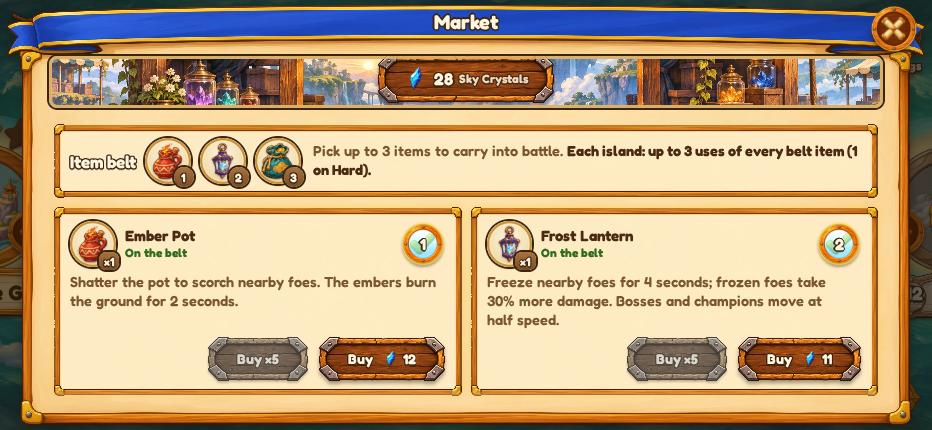 Market
28 Sky Crystals
Item belt
1
2
3
Pick up to 3 items to carry into battle. Each island: up to 3 uses of every belt item (1
on Hard).
Ember Pot
On the belt
x1
1
Shatter the pot to scorch nearby foes. The embers burn
the ground for 2 seconds.
Buy x5
Buy 12
Frost Lantern
On the belt
x1
2
Freeze nearby foes for 4 seconds; frozen foes take
30% more damage. Bosses and champions move at
half speed.
Buy x5
Buy 11